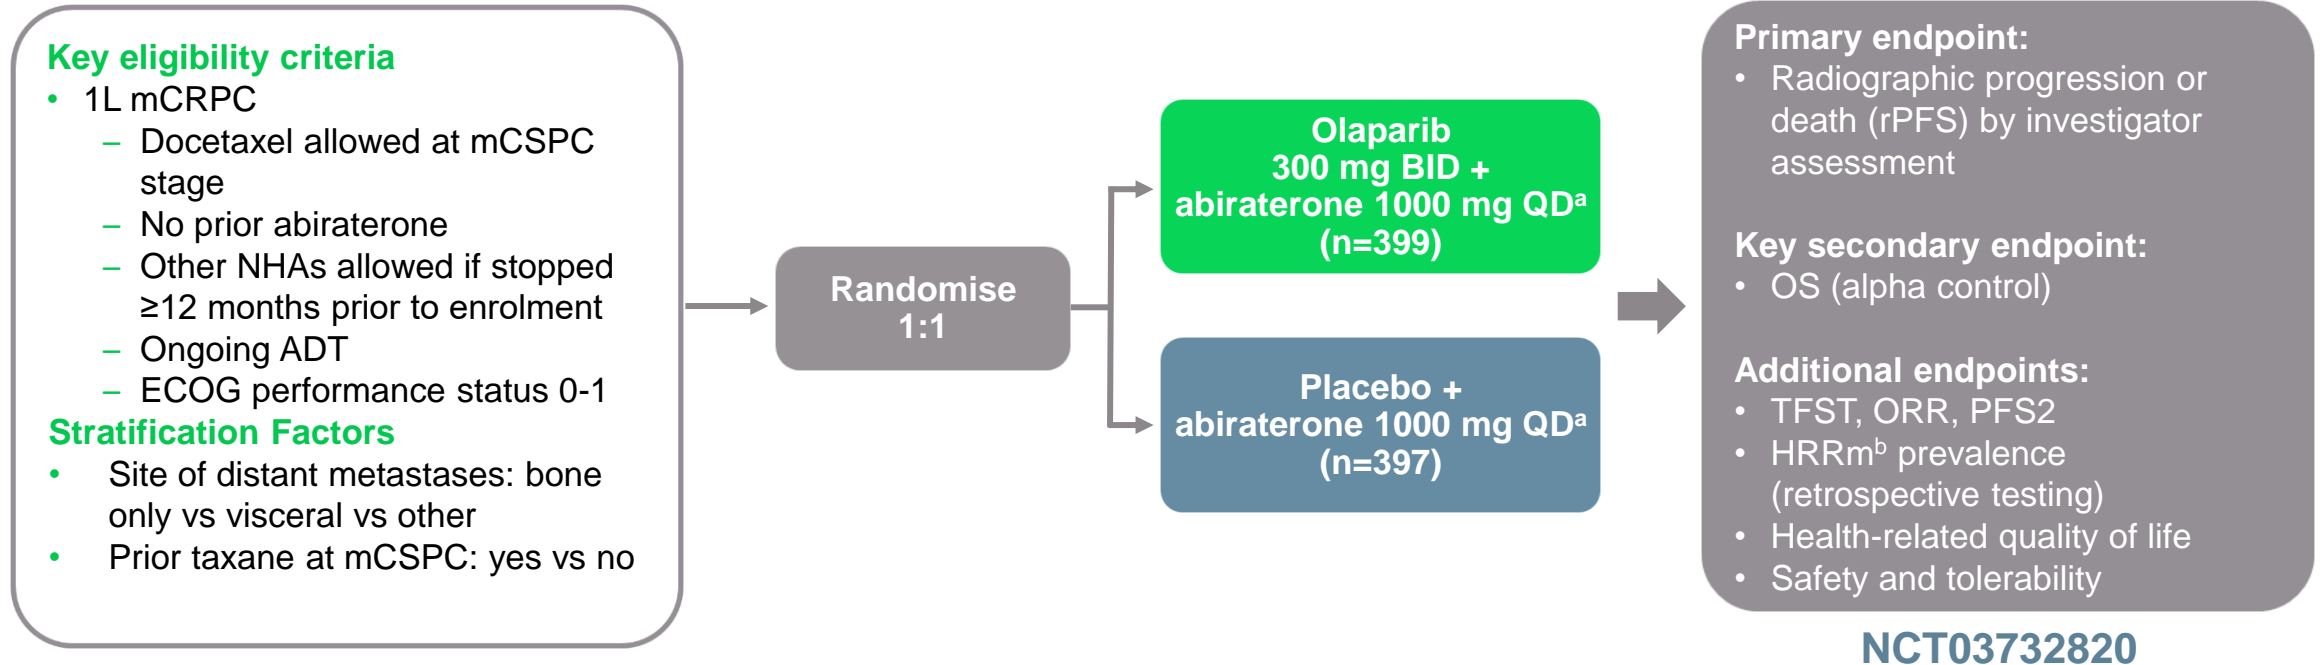 Key eligibility criteria
• 1L mCRPC
– Docetaxel allowed at mCSPC
stage
– No prior abiraterone
– Other NHAs allowed if stopped
≥12 months prior to enrolment
– Ongoing ADT
– ECOG performance status 0-1
Stratification Factors
• Site of distant metastases: bone
only vs visceral vs other
• Prior taxane at mCSPC: yes vs no
Randomise
1:1
Olaparib
300 mg BID +
abiraterone 1000 mg QDᵃ
(n=399)
Placebo +
abiraterone 1000 mg QDᵃ
(n=397)
Primary endpoint:
• Radiographic progression or
death (rPFS) by investigator
assessment
Key secondary endpoint:
• OS (alpha control)
Additional endpoints:
• TFST, ORR, PFS2
• HRRmᵇ prevalence
(retrospective testing)
• Health-related quality of life
• Safety and tolerability
NCT03732820